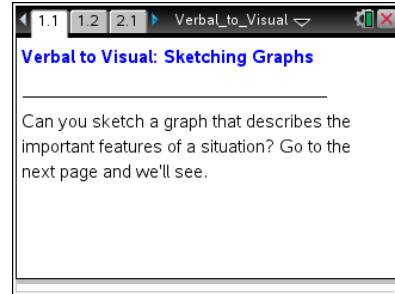 1.1 1.2 2.1 Verbal_to_Visual
Verbal to Visual: Sketching Graphs
Can you sketch a graph that describes the
important features of a situation? Go to the
next page and we'll see.